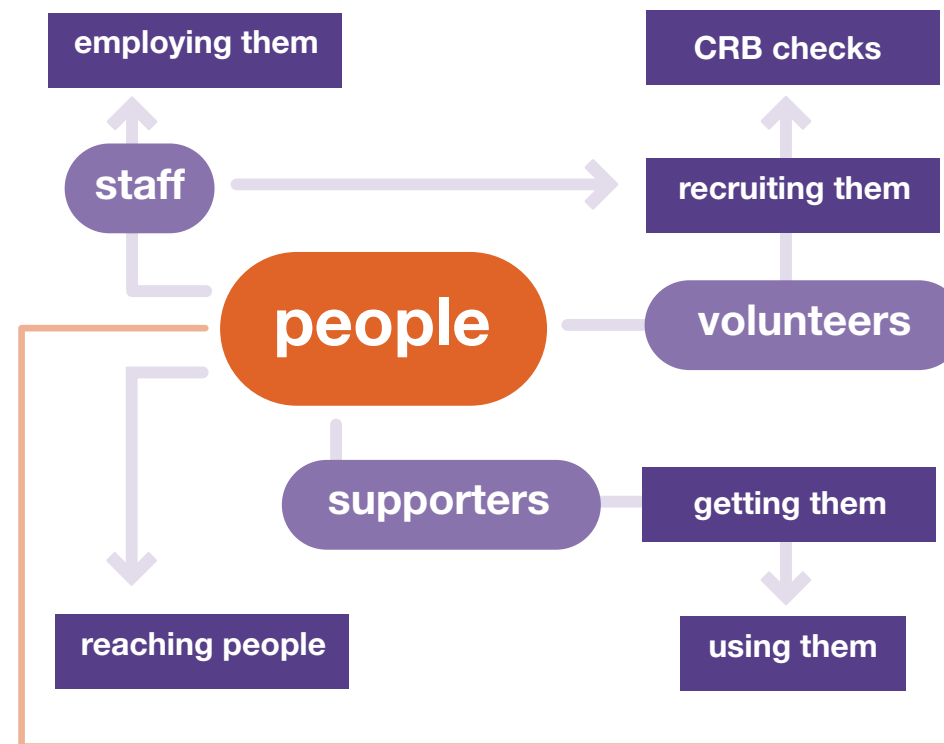 employing them
CRB checks
staff
recruiting them
people
volunteers
supporters
getting them
reaching people
using them